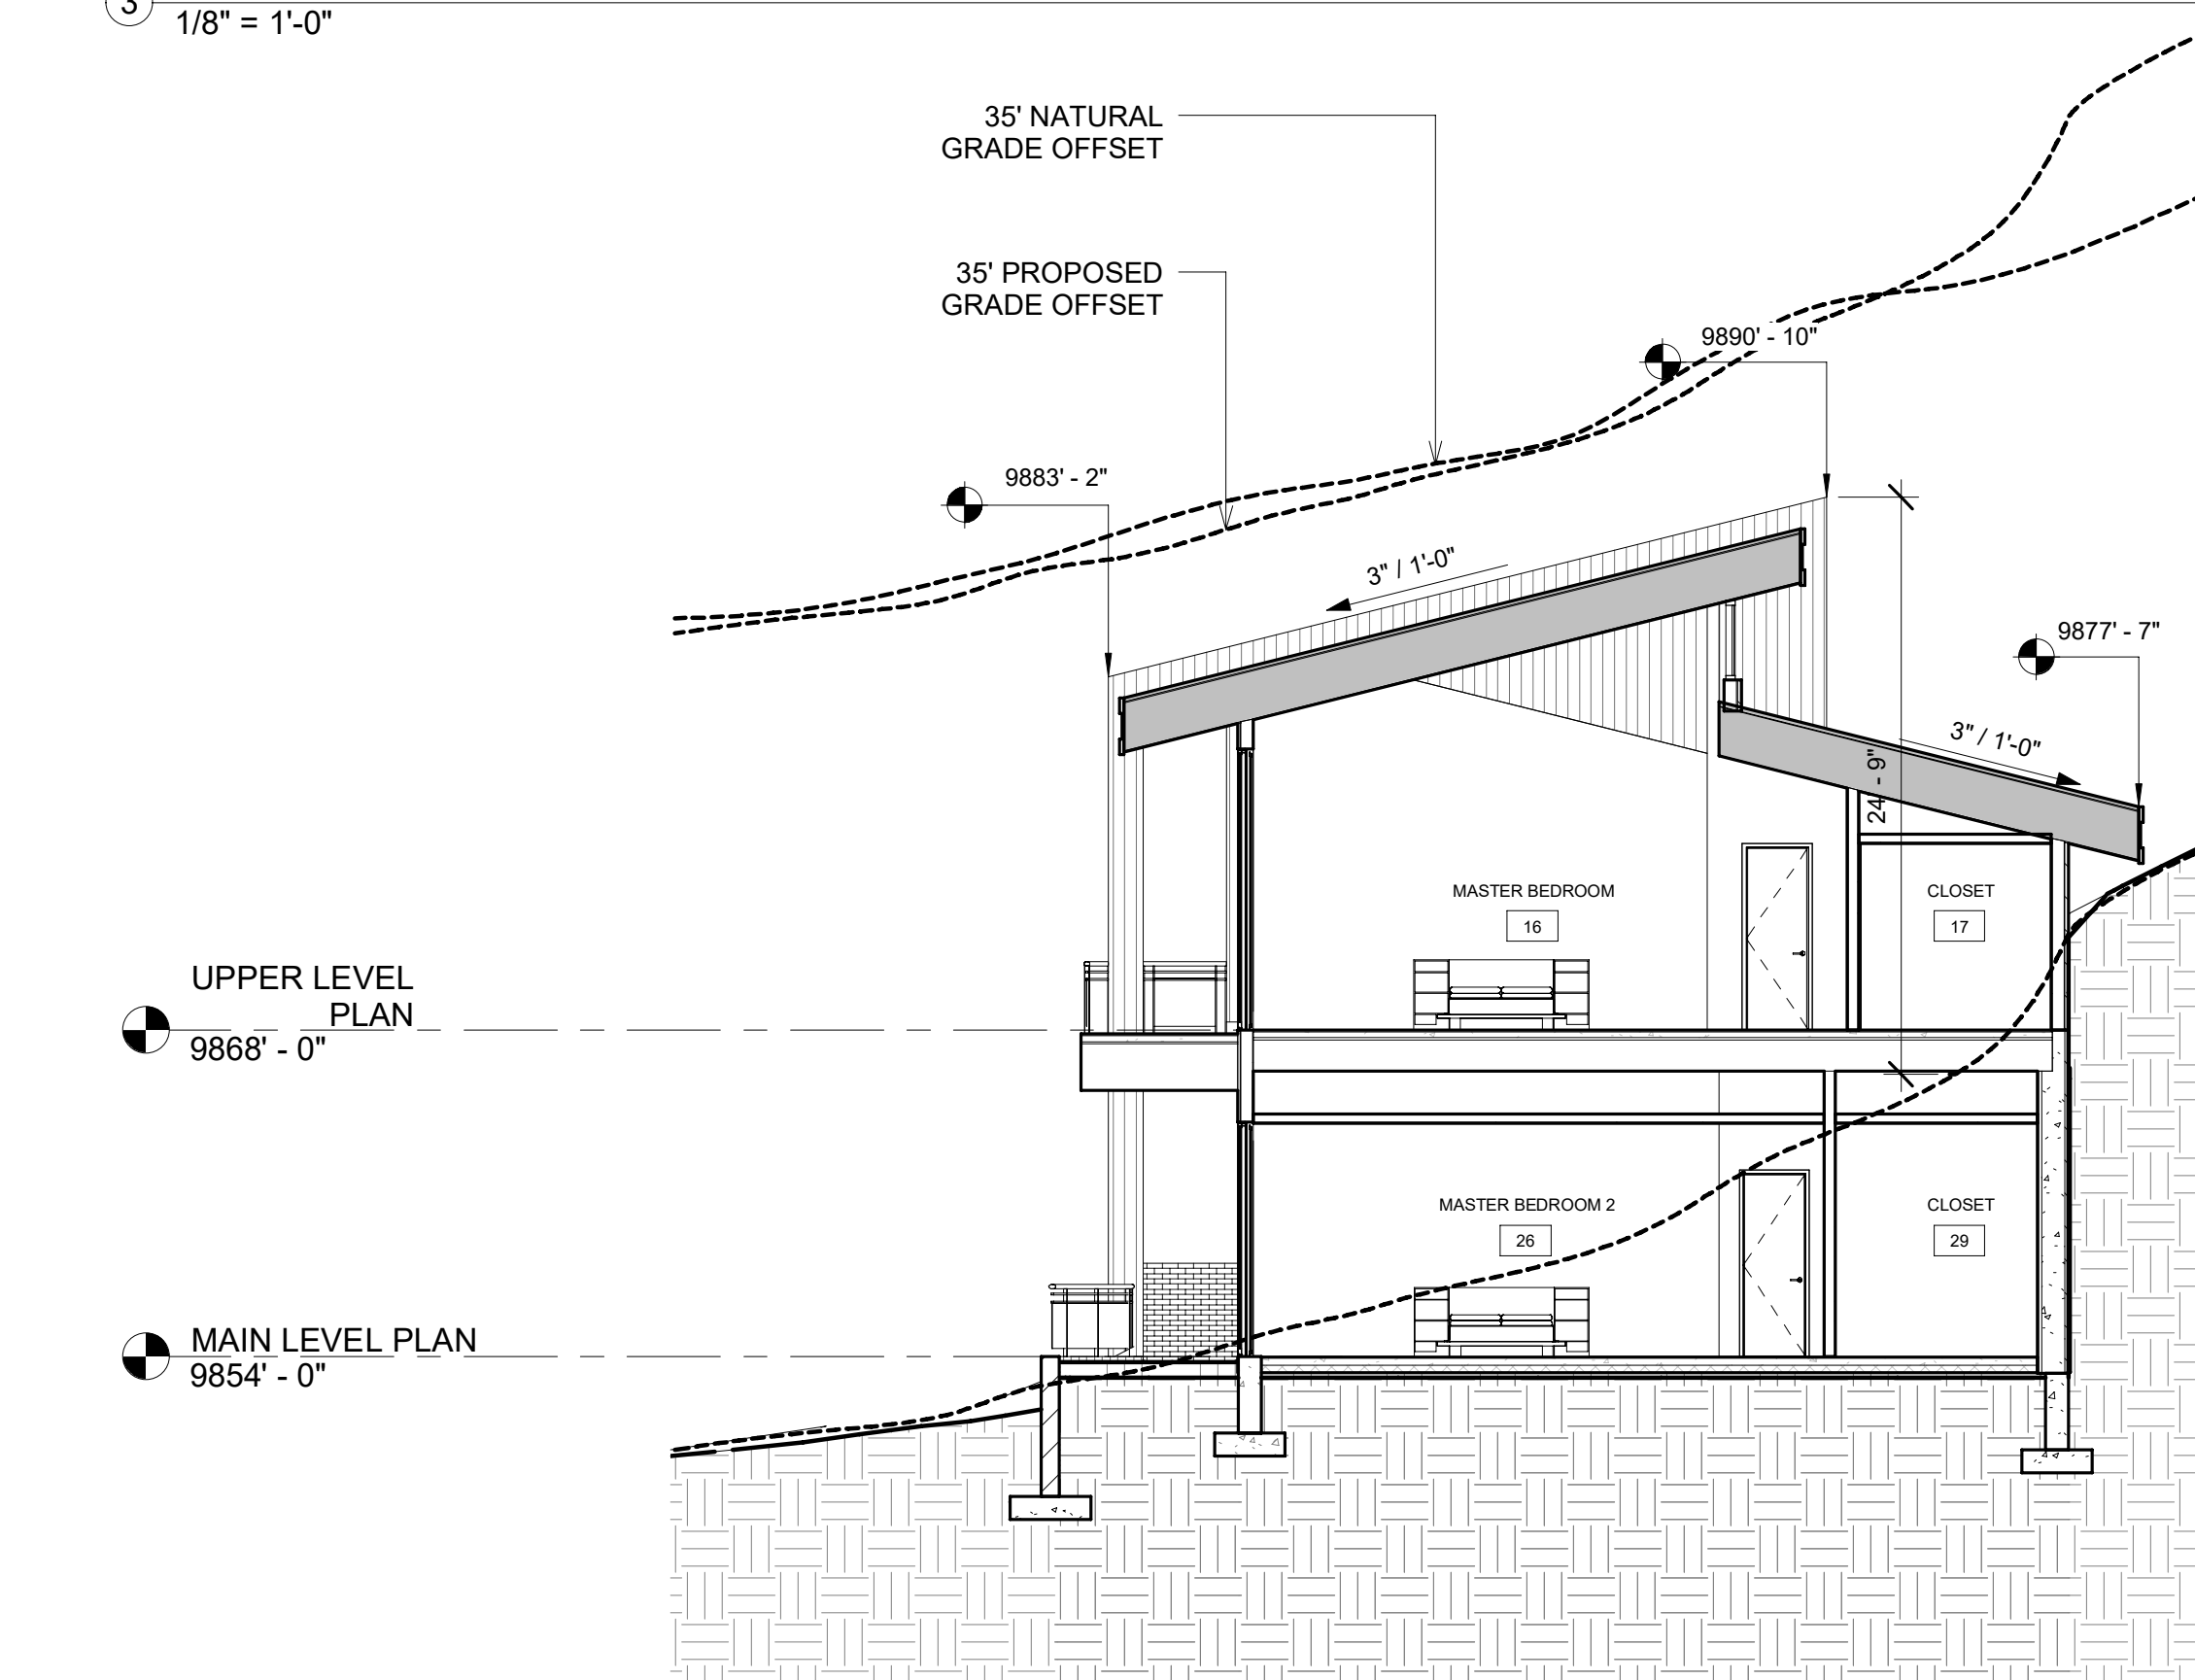 3
1/8" = 1'-0"
35' NATURAL
GRADE OFFSET
35' PROPOSED
GRADE OFFSET
9890' - 10"
9883' - 2"
3" / 1'-0"
9877' - 7"
3" / 1'-0"
24' - 9"
MASTER BEDROOM
16
CLOSET
17
UPPER LEVEL
PLAN
9868' - 0"
MASTER BEDROOM 2
26
CLOSET
29
MAIN LEVEL PLAN
9854' - 0"